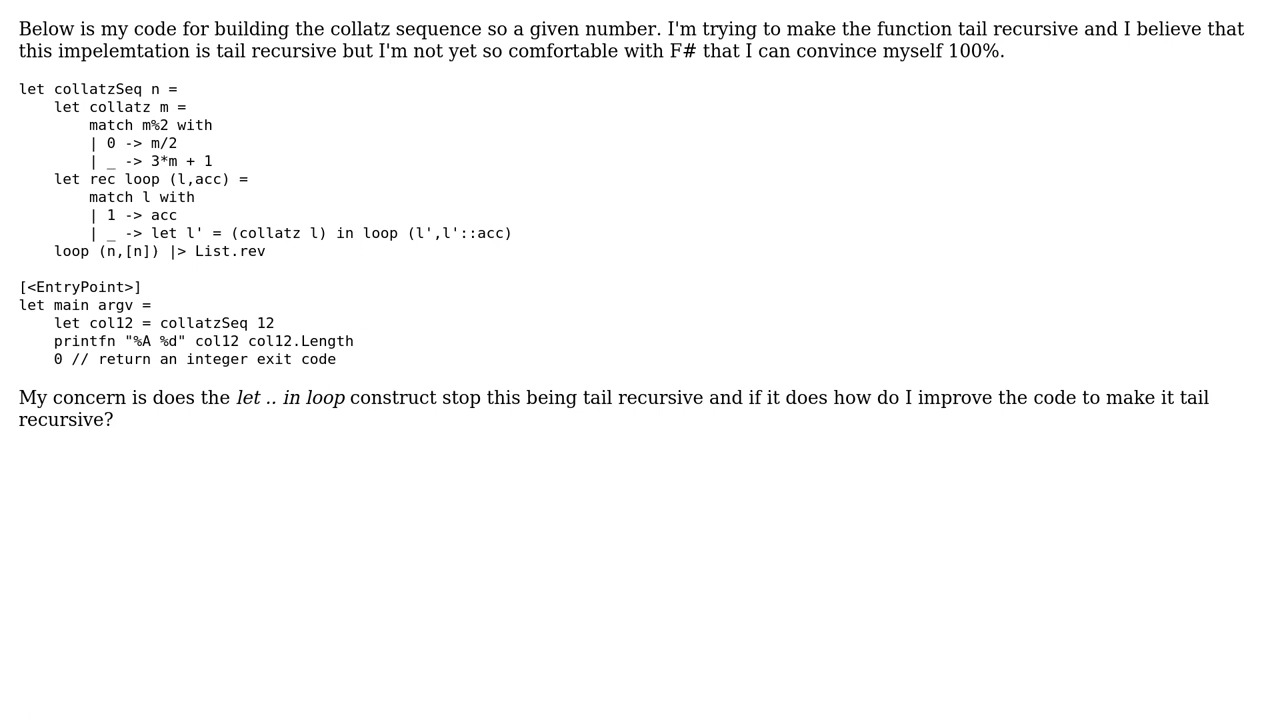 Below is my code for building the collatz sequence so a given number. I'm trying to make the function tail recursive and I believe that
this impelemtation is tail recursive but I'm not yet so comfortable with F# that I can convince myself 100%.
let collatzSeq n =
    let collatz m =
        match m%2 with
        | 0 -> m/2
        | _ -> 3*m + 1
    let rec loop (l,acc) =
        match l with
        | 1 -> acc
        | _ -> let l' = (collatz l) in loop (l',l'::acc)
    loop (n,[n]) |> List.rev
[<EntryPoint>]
let main argv =
    let col12 = collatzSeq 12
    printfn "%A %d" col12 col12.Length
    0 // return an integer exit code
My concern is does the let .. in loop construct stop this being tail recursive and if it does how do I improve the code to make it tail
recursive?